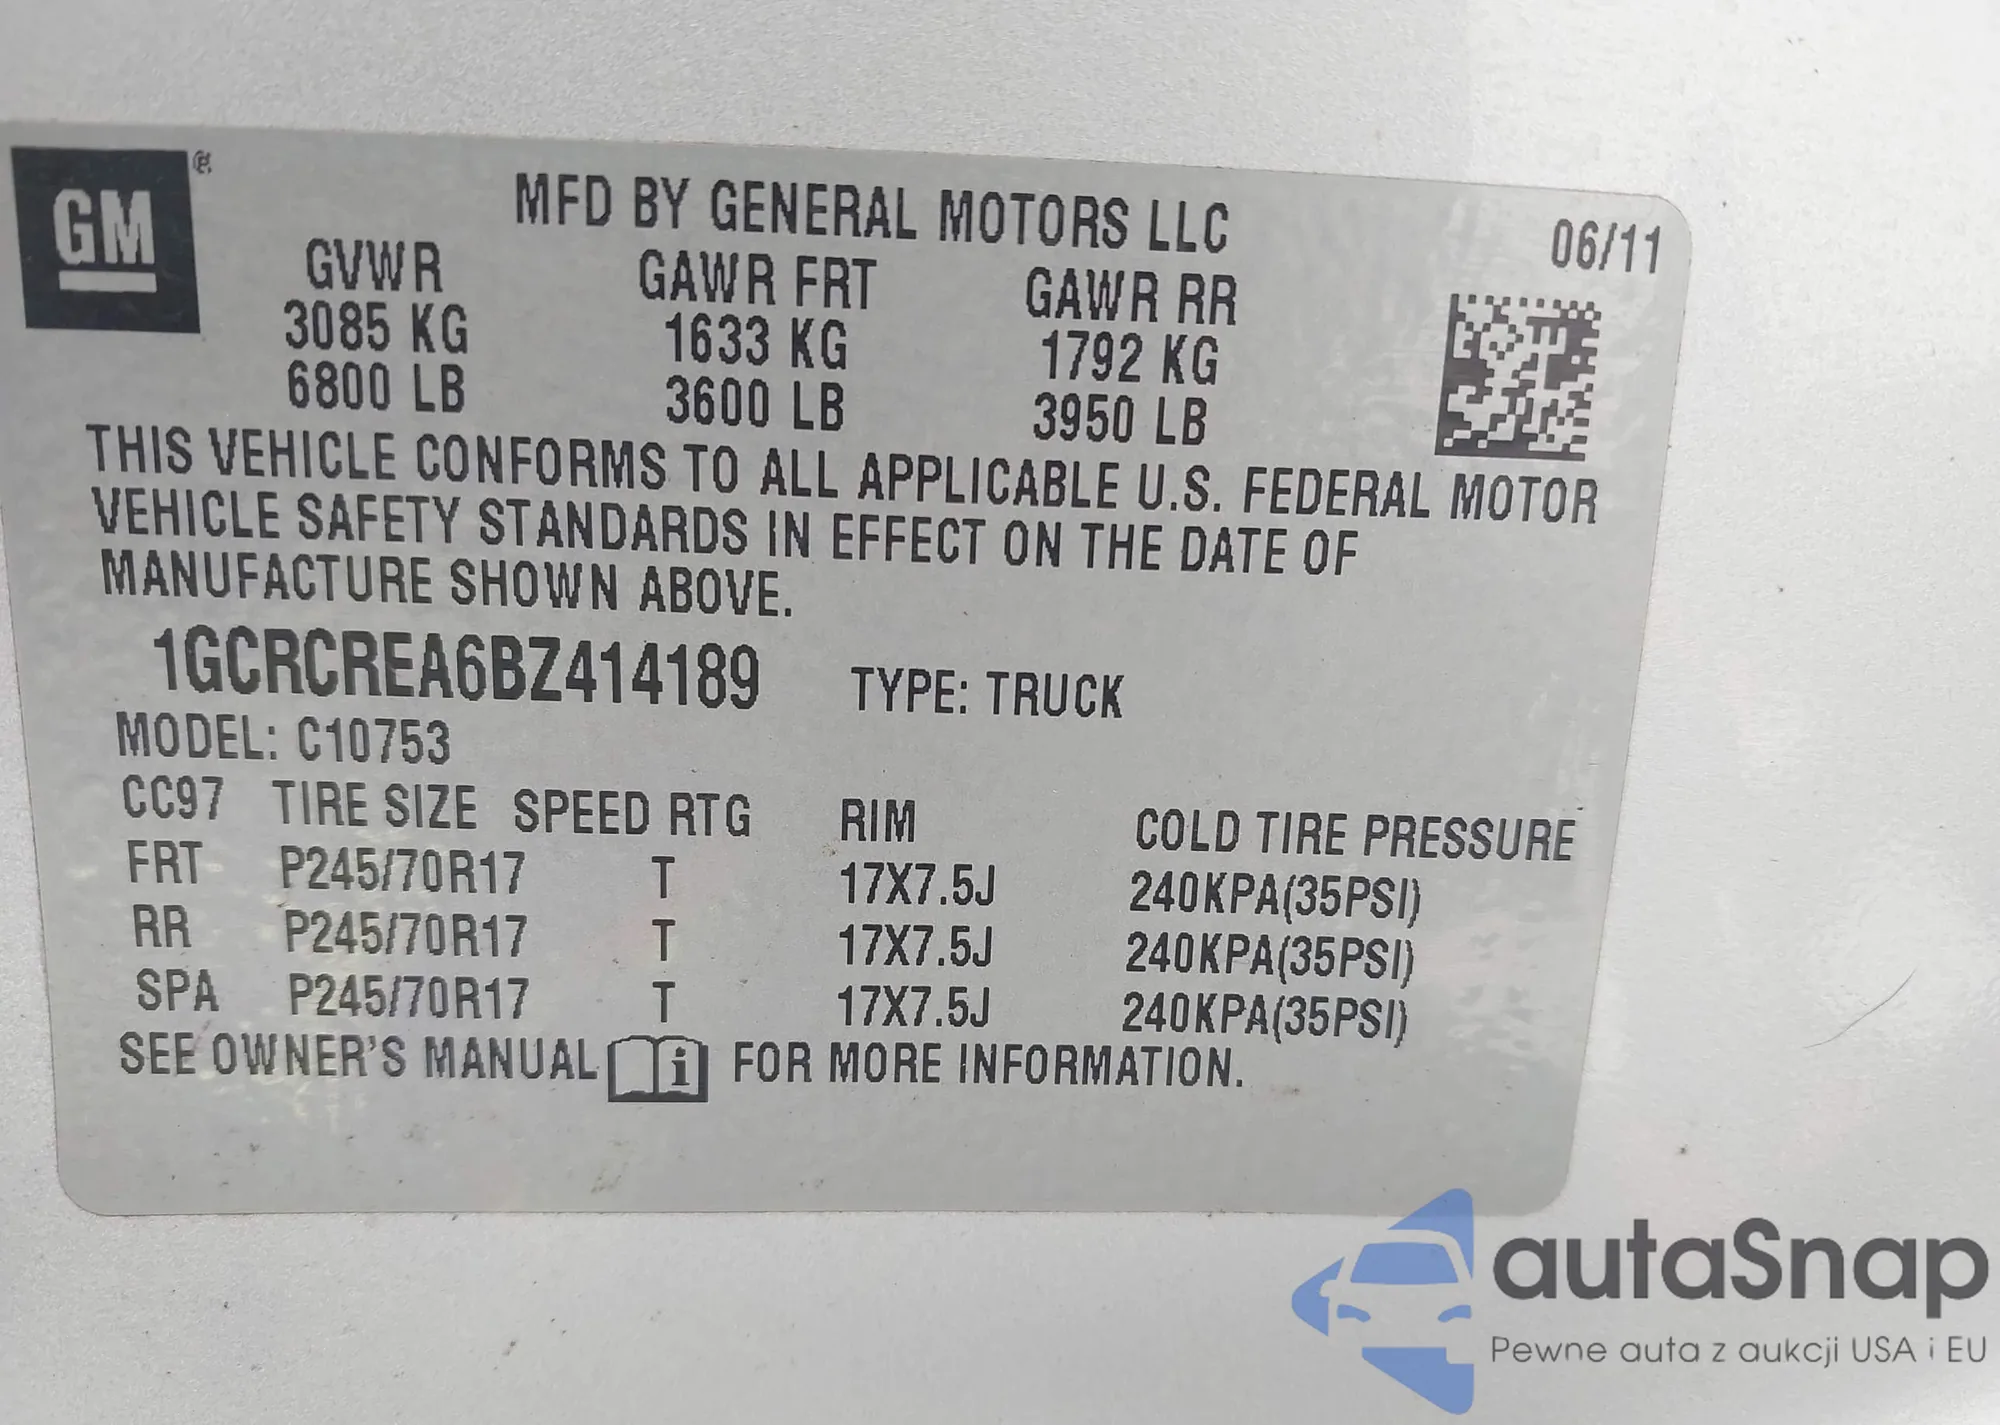 GM ®
MFD BY GENERAL MOTORS LLC 06/11
GVWR GAWR FRT GAWR RR
3085 KG 1633 KG 1792 KG
6800 LB 3600 LB 3950 LB
THIS VEHICLE CONFORMS TO ALL APPLICABLE U.S. FEDERAL MOTOR
VEHICLE SAFETY STANDARDS IN EFFECT ON THE DATE OF
MANUFACTURE SHOWN ABOVE.
1GCRCREA6BZ414189 TYPE: TRUCK
MODEL: C10753
CC97 TIRE SIZE SPEED RTG RIM COLD TIRE PRESSURE
FRT P245/70R17 T 17X7.5J 240KPA(35PSI)
RR P245/70R17 T 17X7.5J 240KPA(35PSI)
SPA P245/70R17 T 17X7.5J 240KPA(35PSI)
SEE OWNER'S MANUAL i FOR MORE INFORMATION.
autaSnap
Pewne auta z aukcji USA i EU